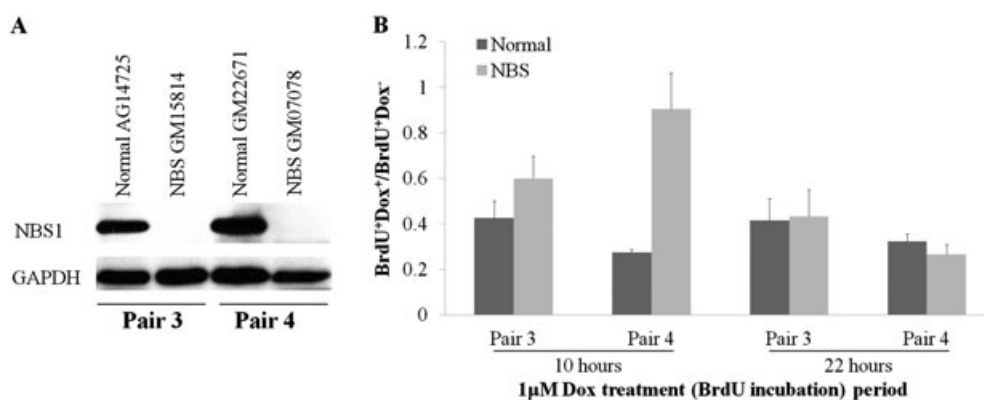 A
Normal AG14725
NBS GM15814
Normal GM22671
NBS GM07078
NBS1
GAPDH
Pair 3
Pair 4
B
BrdU⁺Dox⁺/BrdU⁺Dox⁻
1.2
1
0.8
0.6
0.4
0.2
0
Normal
NBS
Pair 3
Pair 4
Pair 3
Pair 4
10 hours
22 hours
1µM Dox treatment (BrdU incubation) period